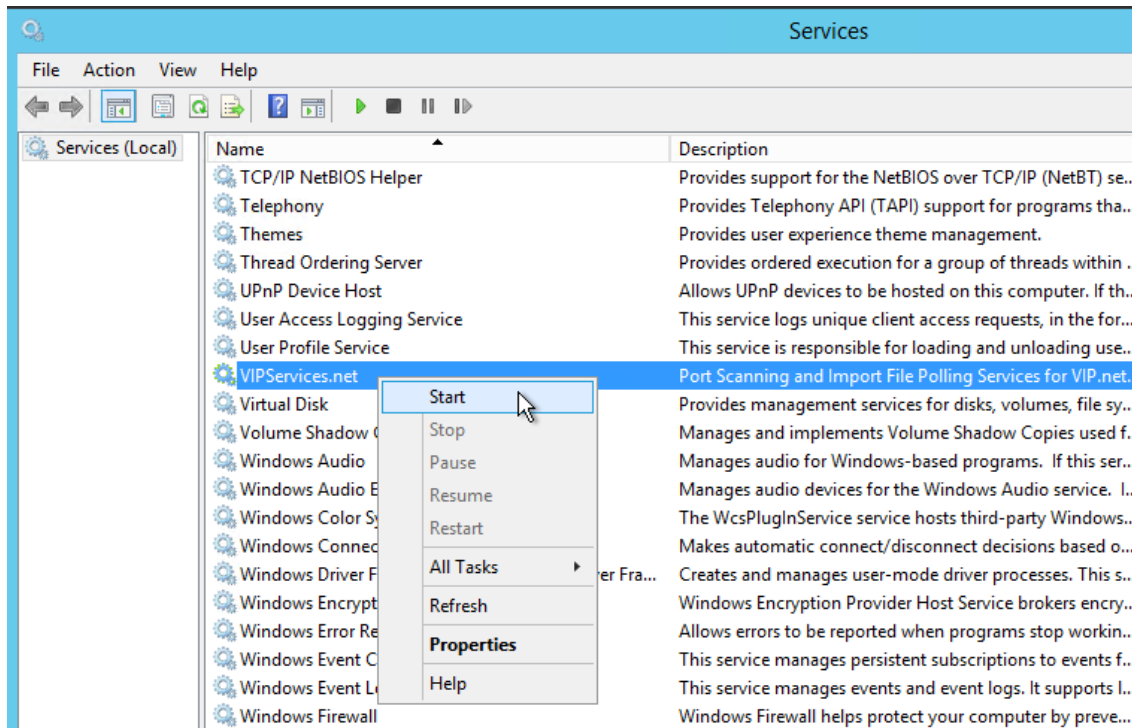 Services
File Action View Help
Services (Local)
Name Description
TCP/IP NetBIOS Helper Provides support for the NetBIOS over TCP/IP (NetBT) se...
Telephony Provides Telephony API (TAPI) support for programs tha...
Themes Provides user experience theme management.
Thread Ordering Server Provides ordered execution for a group of threads within ..
UPnP Device Host Allows UPnP devices to be hosted on this computer. If th...
User Access Logging Service This service logs unique client access requests, in the for...
User Profile Service This service is responsible for loading and unloading use...
VIPServices.net Port Scanning and Import File Polling Services for VIP.net.
Virtual Disk Provides management services for disks, volumes, file sy...
Volume Shadow Manages and implements Volume Shadow Copies used f...
Windows Audio Manages audio for Windows-based programs. If this ser...
Windows Audio E Manages audio devices for the Windows Audio service. I...
Windows Color Sy The WcsPlugInService service hosts third-party Windows...
Windows Connec Makes automatic connect/disconnect decisions based o...
Windows Driver F er Fra... Creates and manages user-mode driver processes. This s...
Windows Encrypt Windows Encryption Provider Host Service brokers encry...
Windows Error Re Allows errors to be reported when programs stop workin...
Windows Event C This service manages persistent subscriptions to events f...
Windows Event L This service manages events and event logs. It supports l...
Windows Firewall Windows Firewall helps protect your computer by preve...
Start
Stop
Pause
Resume
Restart
All Tasks
Refresh
Properties
Help